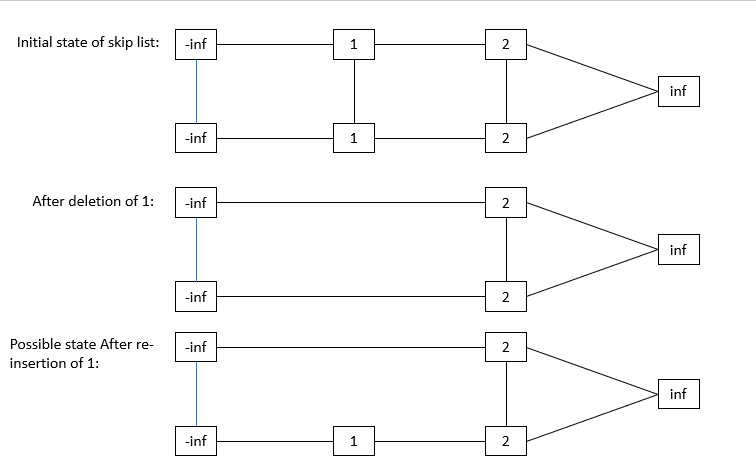 Initial state of skip list:
-inf 1 2
inf
-inf 1 2
After deletion of 1:
-inf 2
inf
-inf 2
Possible state After re-
insertion of 1:
-inf 2
inf
-inf 1 2